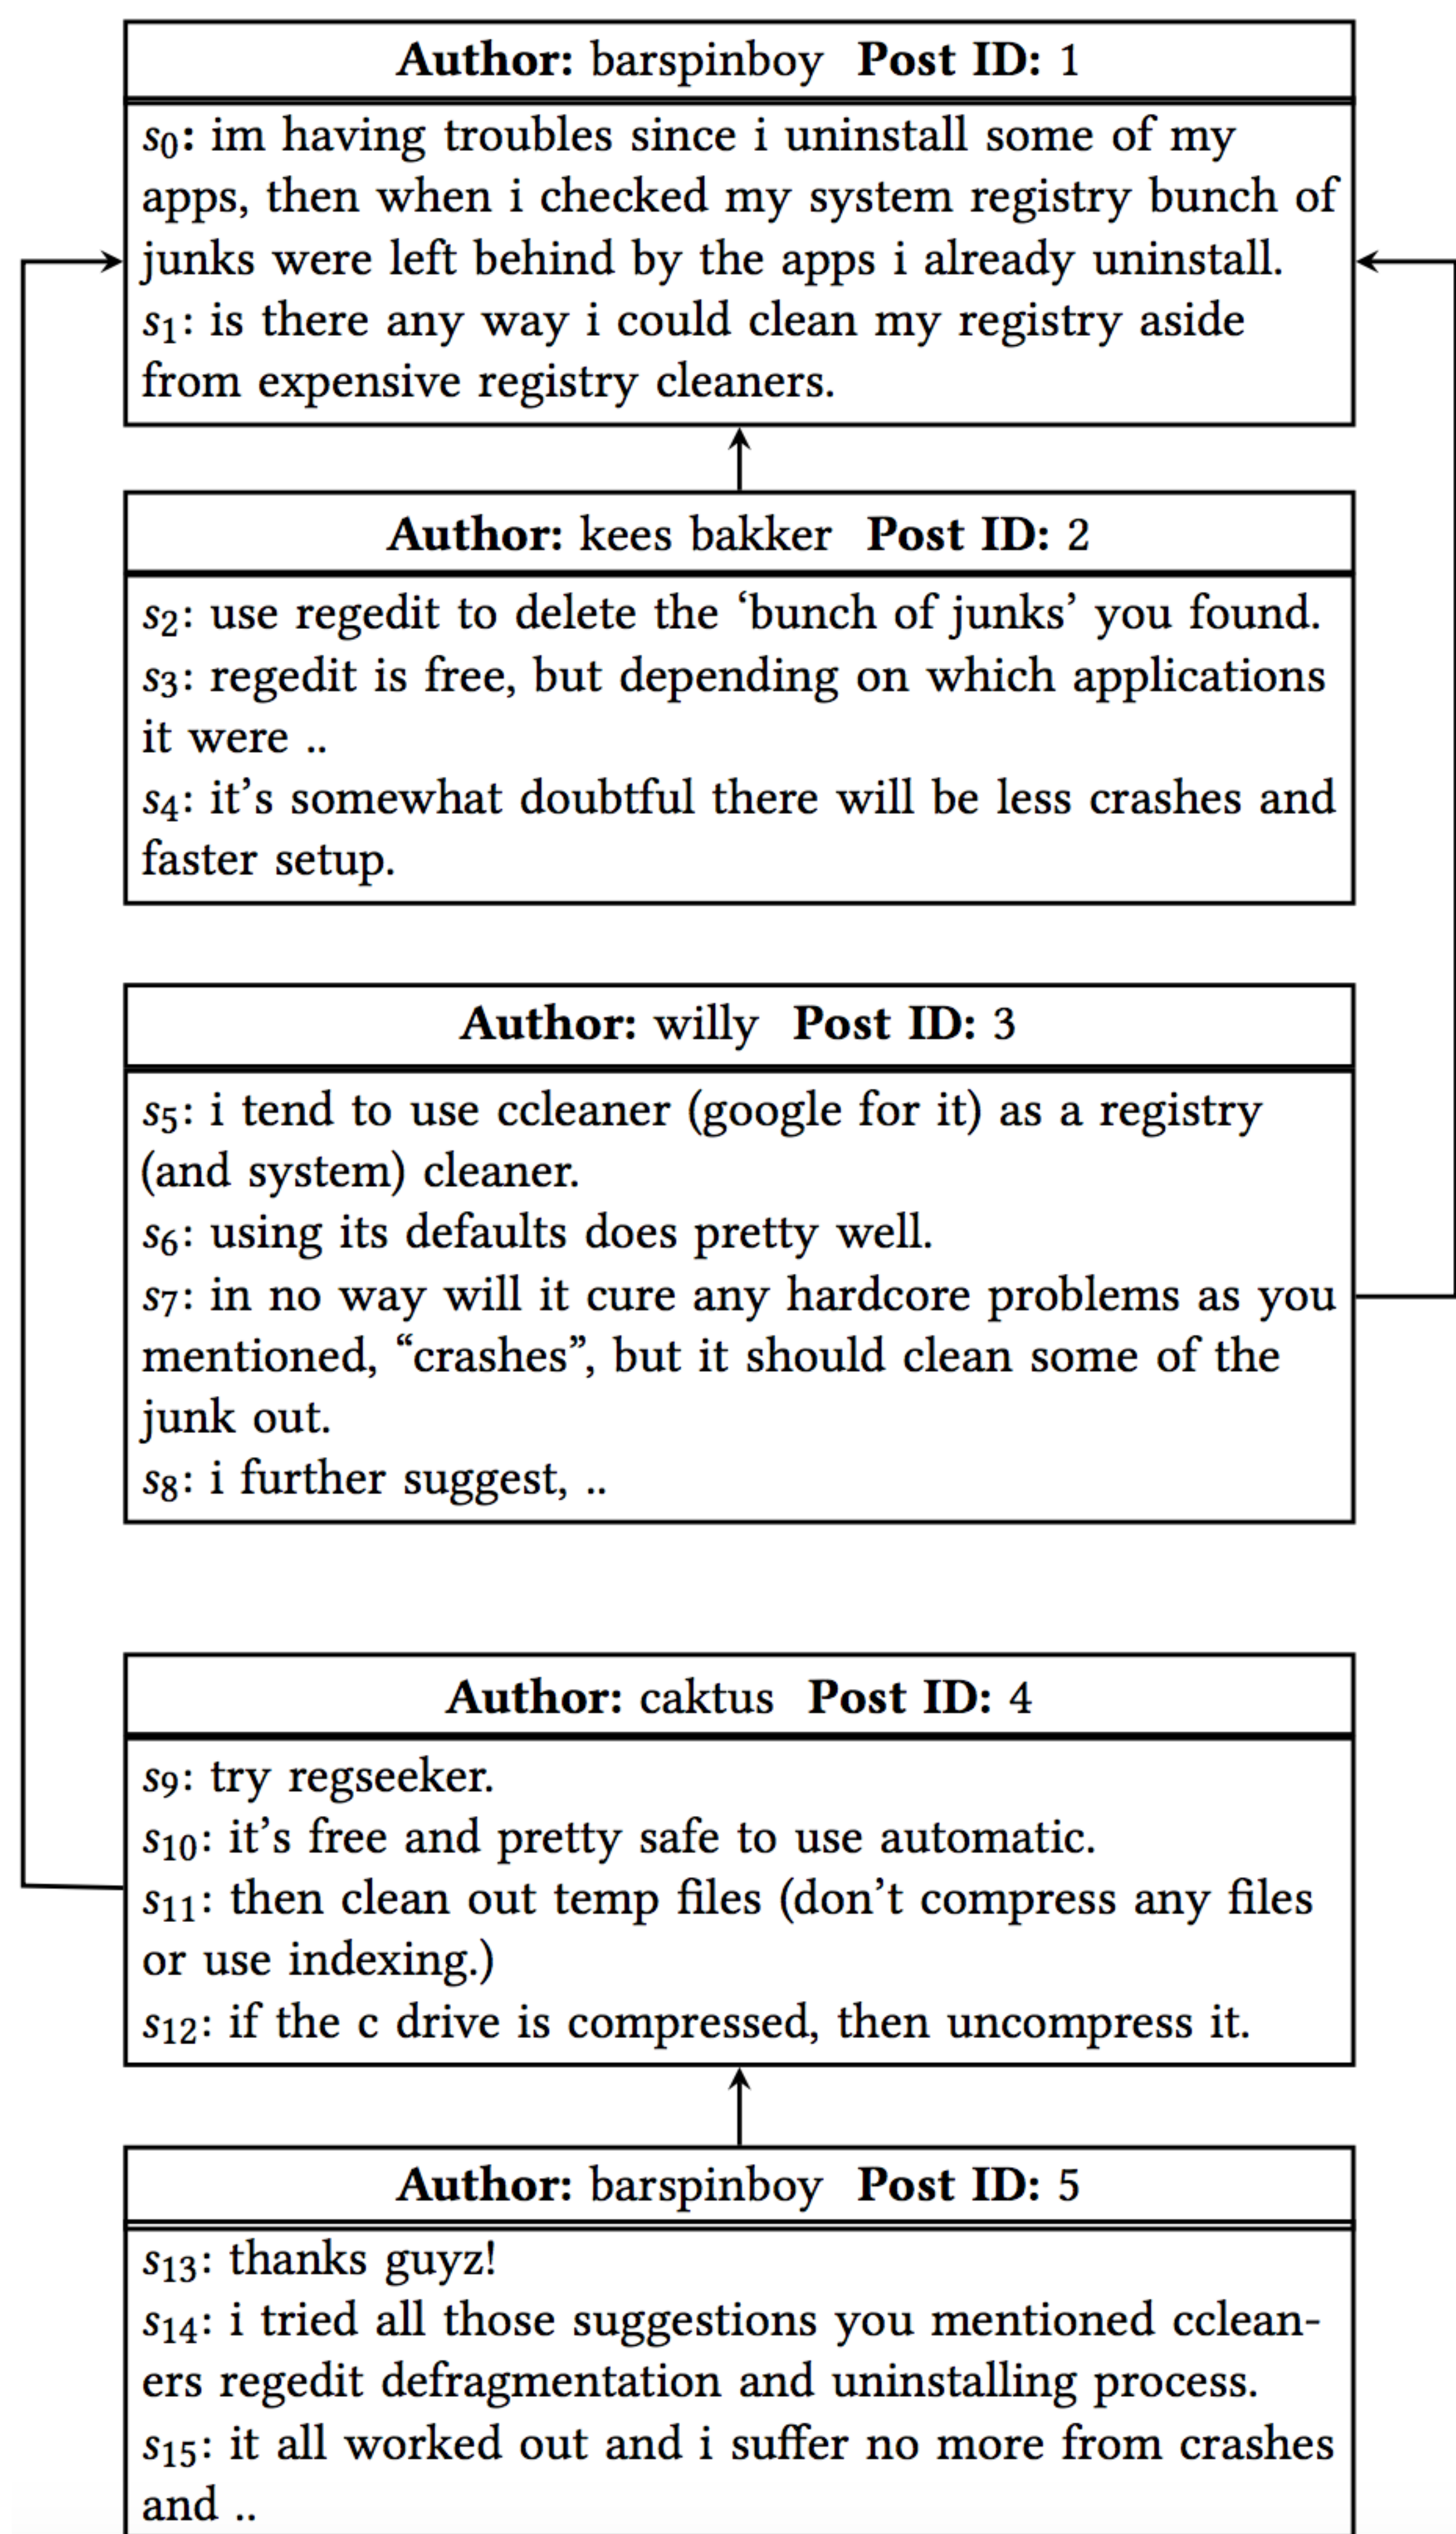 Author: barspinboy Post ID: 1
s0: im having troubles since i uninstall some of my
apps, then when i checked my system registry bunch of
junks were left behind by the apps i already uninstall.
s1: is there any way i could clean my registry aside
from expensive registry cleaners.
Author: kees bakker Post ID: 2
s2: use regedit to delete the ‘bunch of junks’ you found.
s3: regedit is free, but depending on which applications
it were ..
s4: it’s somewhat doubtful there will be less crashes and
faster setup.
Author: willy Post ID: 3
s5: i tend to use ccleaner (google for it) as a registry
(and system) cleaner.
s6: using its defaults does pretty well.
s7: in no way will it cure any hardcore problems as you
mentioned, “crashes”, but it should clean some of the
junk out.
s8: i further suggest, ..
Author: caktus Post ID: 4
s9: try regseeker.
s10: it’s free and pretty safe to use automatic.
s11: then clean out temp files (don’t compress any files
or use indexing.)
s12: if the c drive is compressed, then uncompress it.
Author: barspinboy Post ID: 5
s13: thanks guyz!
s14: i tried all those suggestions you mentioned cclean-
ers regedit defragmentation and uninstalling process.
s15: it all worked out and i suffer no more from crashes
and ..